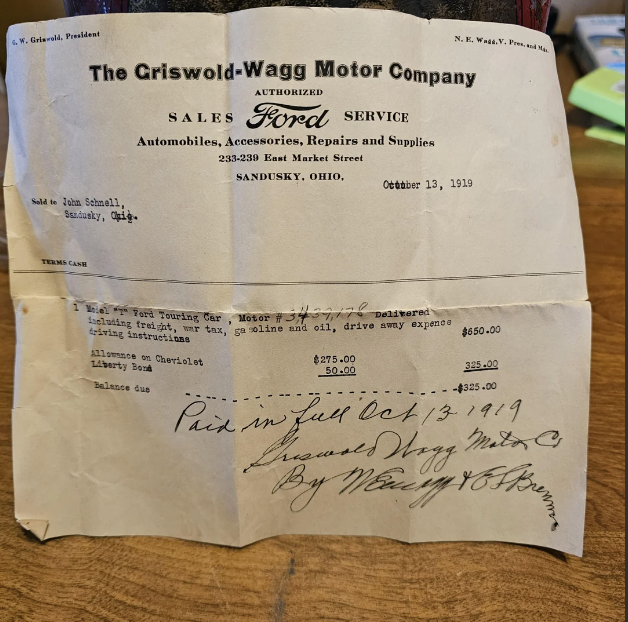 G. W. Griswold, President
N. E. Wagg, V. Pres. and Mgr.
The Griswold-Wagg Motor Company
AUTHORIZED
SALES Ford SERVICE
Automobiles, Accessories, Repairs and Supplies
233-239 East Market Street
SANDUSKY, OHIO,
October 13, 1919
Sold to John Schnell,
Sandusky, Ohio.
TERMS CASH
1 Model "T" Ford Touring Car , Motor #3,439,178 Delivered
including freight, war tax, gasoline and oil, drive away expence
driving instructions $650.00
Allowance on Cheviolet $275.00
Liberty Bond 50.00 325.00
Balance due - - - - - - - - - - - - - - - - - - - - -$325.00
Paid in full Oct 13 1919
Griswold Wagg Motor Co
By